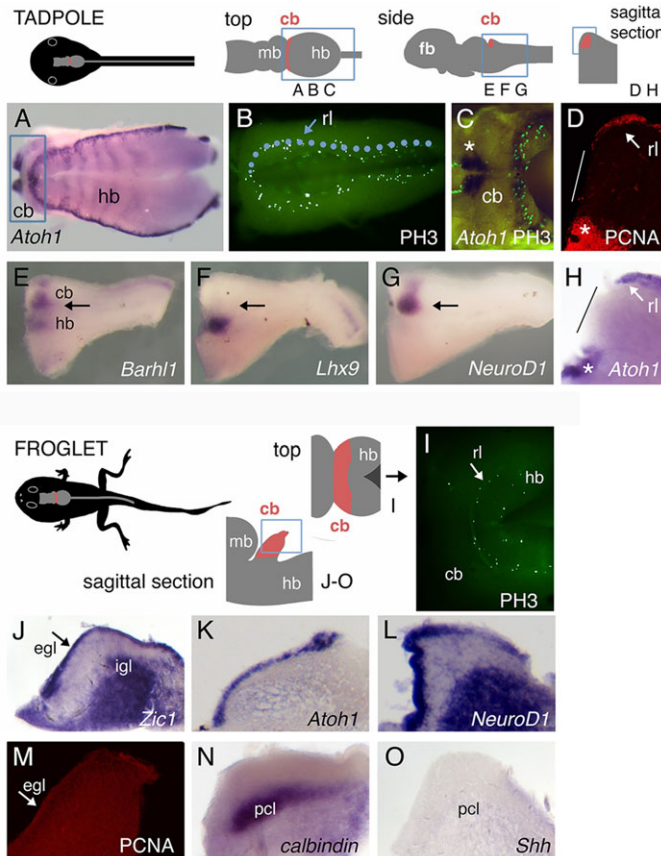 TADPOLE
top
cb
mb
hb
A B C
side
cb
fb
E F G
sagittal
section
D H
A
cb
hb
Atoh1
B
rl
PH3
C
*
cb
Atoh1 PH3
D
rl
*
PCNA
E
cb
hb
Barhl1
F
Lhx9
G
NeuroD1
H
rl
*
Atoh1
FROGLET
top
hb
cb
I
sagittal section
cb
mb
hb
J-O
I
rl
hb
cb
PH3
J
egl
igl
Zic1
K
Atoh1
L
NeuroD1
M
egl
PCNA
N
pcl
calbindin
O
pcl
Shh